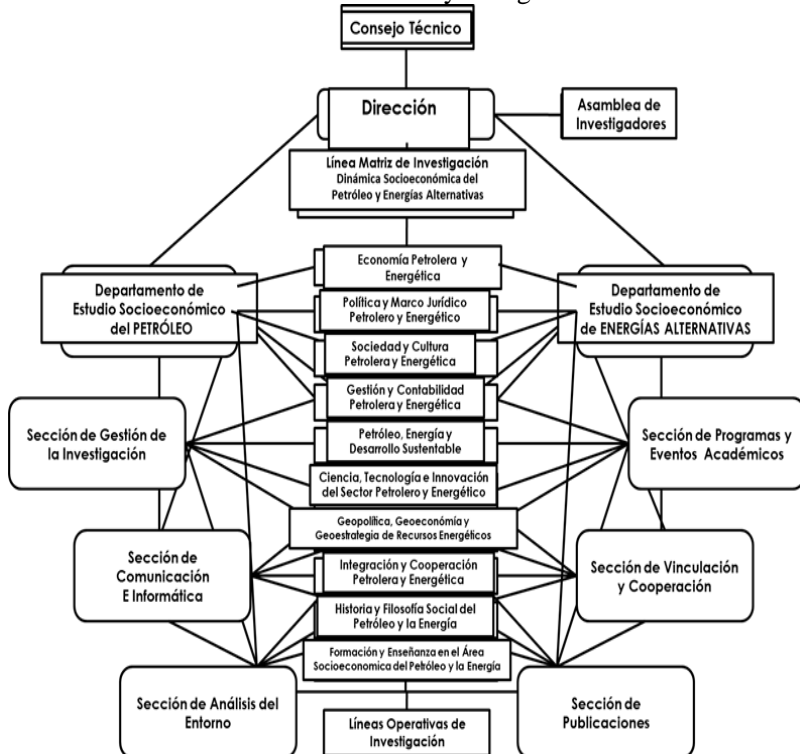 Consejo Técnico
Dirección
Asamblea de
Investigadores
Línea Matriz de Investigación
Dinámica Socioeconómica del
Petróleo y Energías Alternativas
Economía Petrolera y
Energética
Departamento de
Estudio Socioeconómico
del PETRÓLEO
Política y Marco Jurídico
Petrolero y Energético
Departamento de
Estudio Socioeconómico
de ENERGÍAS ALTERNATIVAS
Sociedad y Cultura
Petrolera y Energética
Gestión y Contabilidad
Petrolera y Energética
Sección de Gestión de
la Investigación
Petróleo, Energía y
Desarrollo Sustentable
Sección de Programas y
Eventos Académicos
Ciencia, Tecnología e Innovación
del Sector Petrolero y Energético
Geopolítica, Geoeconomía y
Geoestrategia de Recursos Energéticos
Sección de
Comunicación
E Informática
Integración y Cooperación
Petrolera y Energética
Sección de Vinculación
y Cooperación
Historia y Filosofía Social del
Petróleo y la Energía
Formación y Enseñanza en el Área
Socioeconomica del Petróleo y la Energía
Sección de Análisis del
Entorno
Líneas Operativas de
Investigación
Sección de
Publicaciones